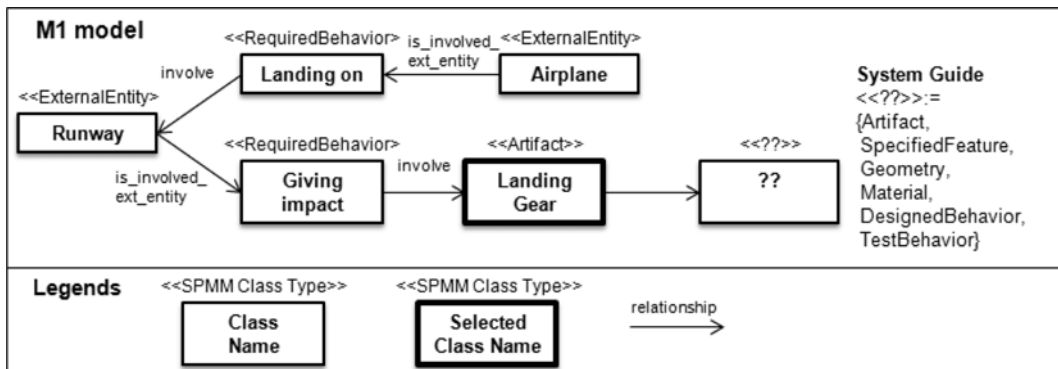 M1 model
<<RequiredBehavior>>
is_involved_
ext_entity
<<ExternalEntity>>
Landing on
Airplane
involve
<<ExternalEntity>
Runway
is_involved_
ext_entity
<<RequiredBehavior>>
Giving
impact
involve
<<Artifact>>
Landing
Gear
<<??>>
??
System Guide
<<??>>:=
{Artifact,
SpecifiedFeature,
Geometry,
Material,
DesignedBehavior,
TestBehavior}
Legends
<<SPMM Class Type>>
Class
Name
<<SPMM Class Type>>
Selected
Class Name
relationship